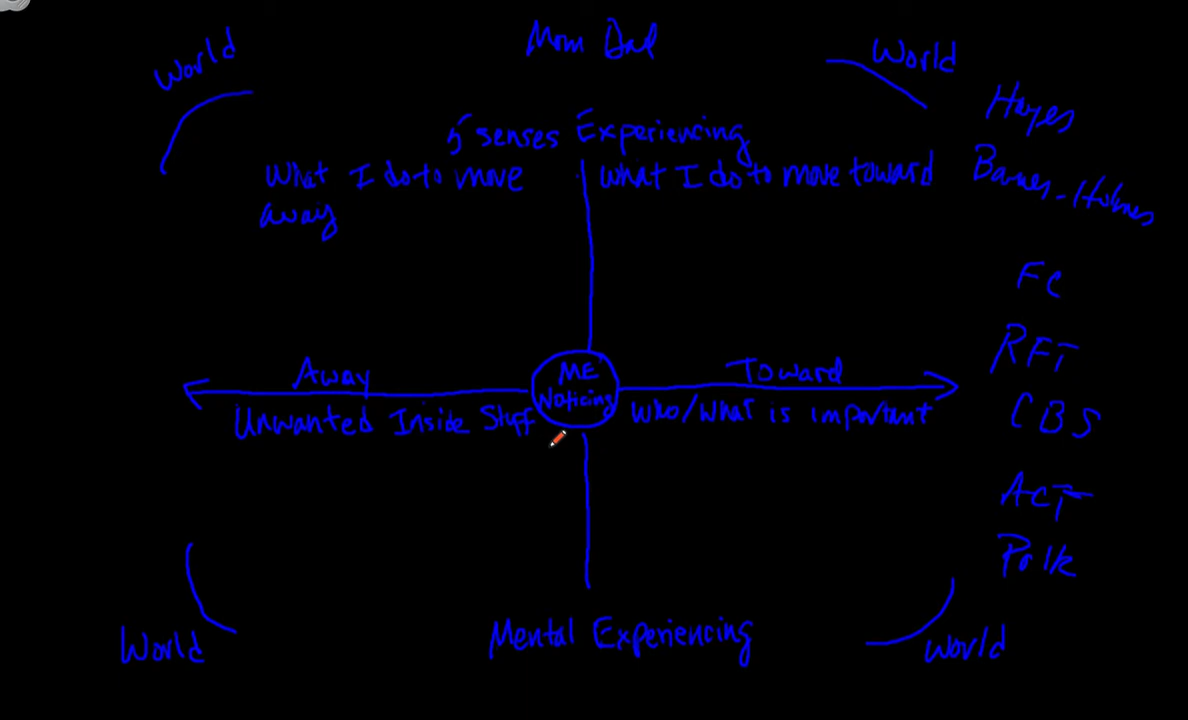 Mom Dad
World
World
Hayes
5 senses Experiencing
What I do to move
away
what I do to move toward
Barnes-Holmes
FC
RFT
CBS
ACT
Polk
Away
Toward
ME
Noticing
Unwanted Inside Stuff
Who/What is important
Mental Experiencing
World
World